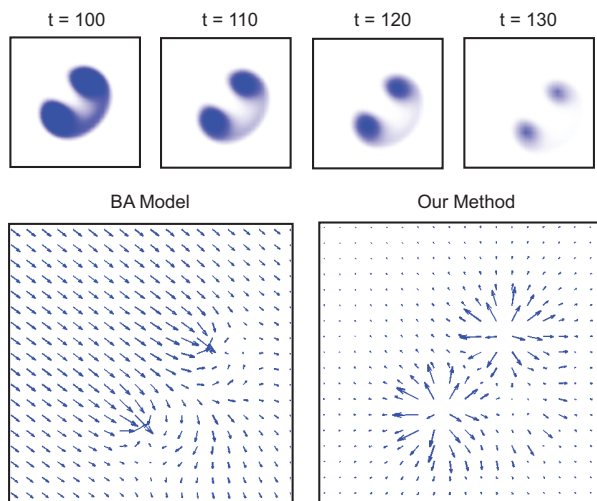 t = 100 t = 110 t = 120 t = 130
BA Model Our Method